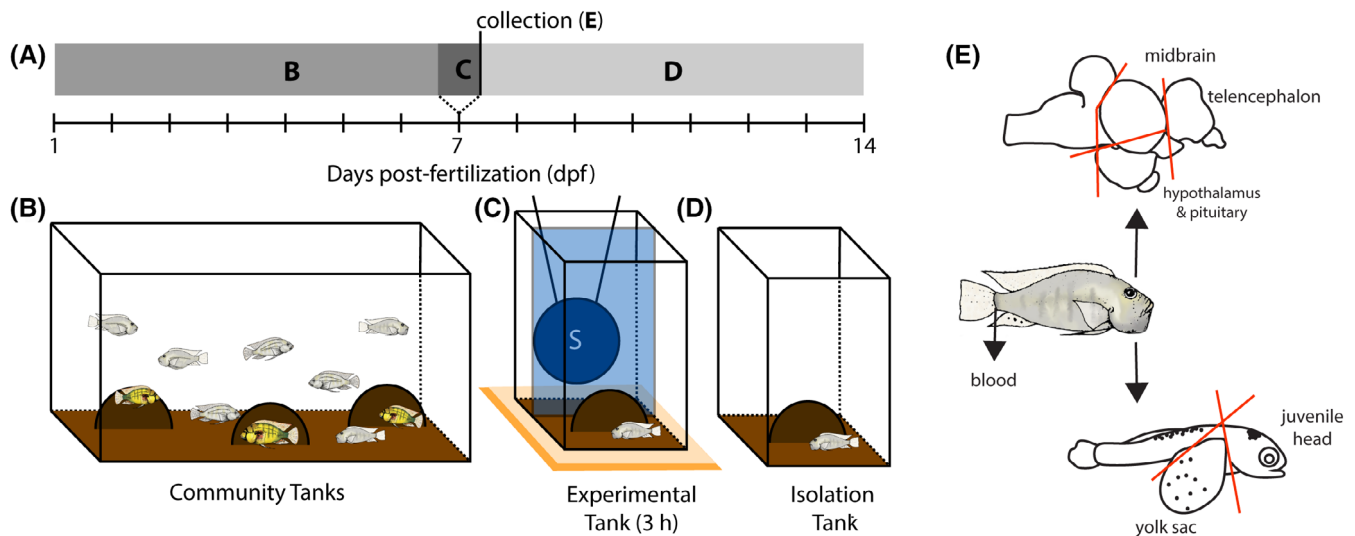 collection (E)
(A)
B
C
D
1
7
14
Days post-fertilization (dpf)
(B)
Community Tanks
(C)
S
Experimental
Tank (3 h)
(D)
Isolation
Tank
(E)
midbrain
telencephalon
hypothalamus
& pituitary
blood
juvenile
head
yolk sac